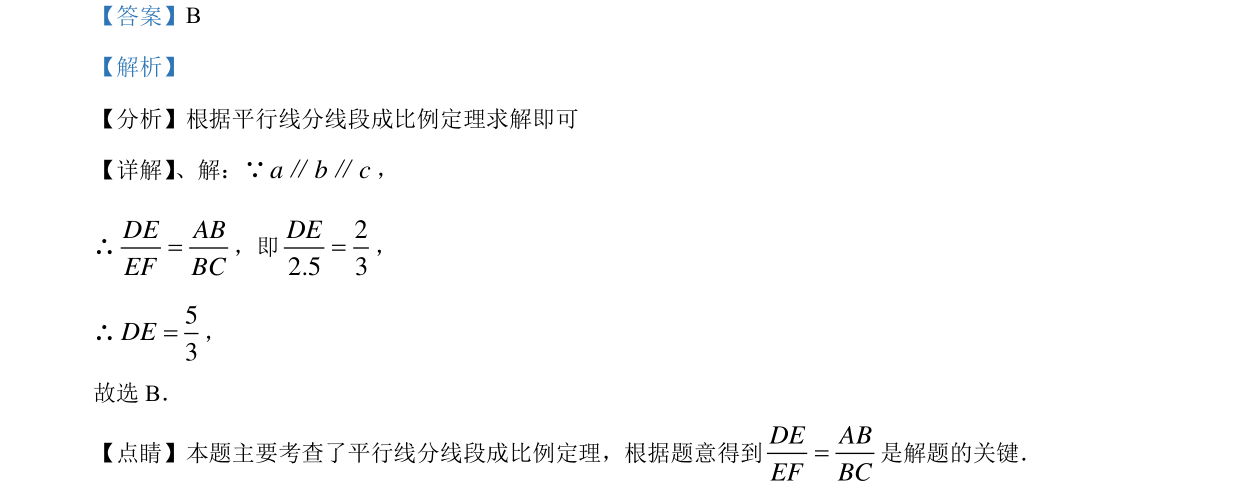 【答案】B
【解析】
【分析】根据平行线分线段成比例定理求解即可
【详解】、解：∵ a∥b∥c，
∴ DE/EF = AB/BC，即 DE/2.5 = 2/3，
∴ DE = 5/3，
故选 B．
【点睛】本题主要考查了平行线分线段成比例定理，根据题意得到 DE/EF = AB/BC 是解题的关键．